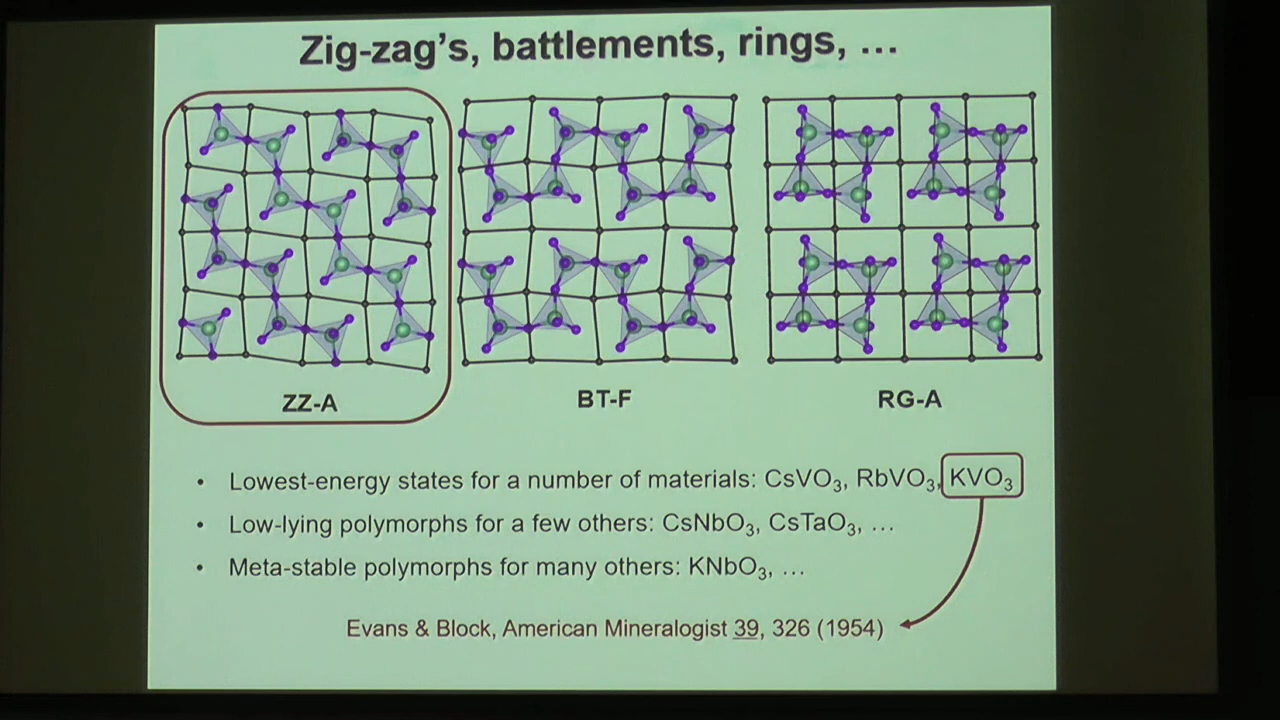 Zig-zag's, battlements, rings, …
ZZ-A
BT-F
RG-A
• Lowest-energy states for a number of materials: CsVO₃, RbVO₃, KVO₃
• Low-lying polymorphs for a few others: CsNbO₃, CsTaO₃, …
• Meta-stable polymorphs for many others: KNbO₃, …
Evans & Block, American Mineralogist 39, 326 (1954)